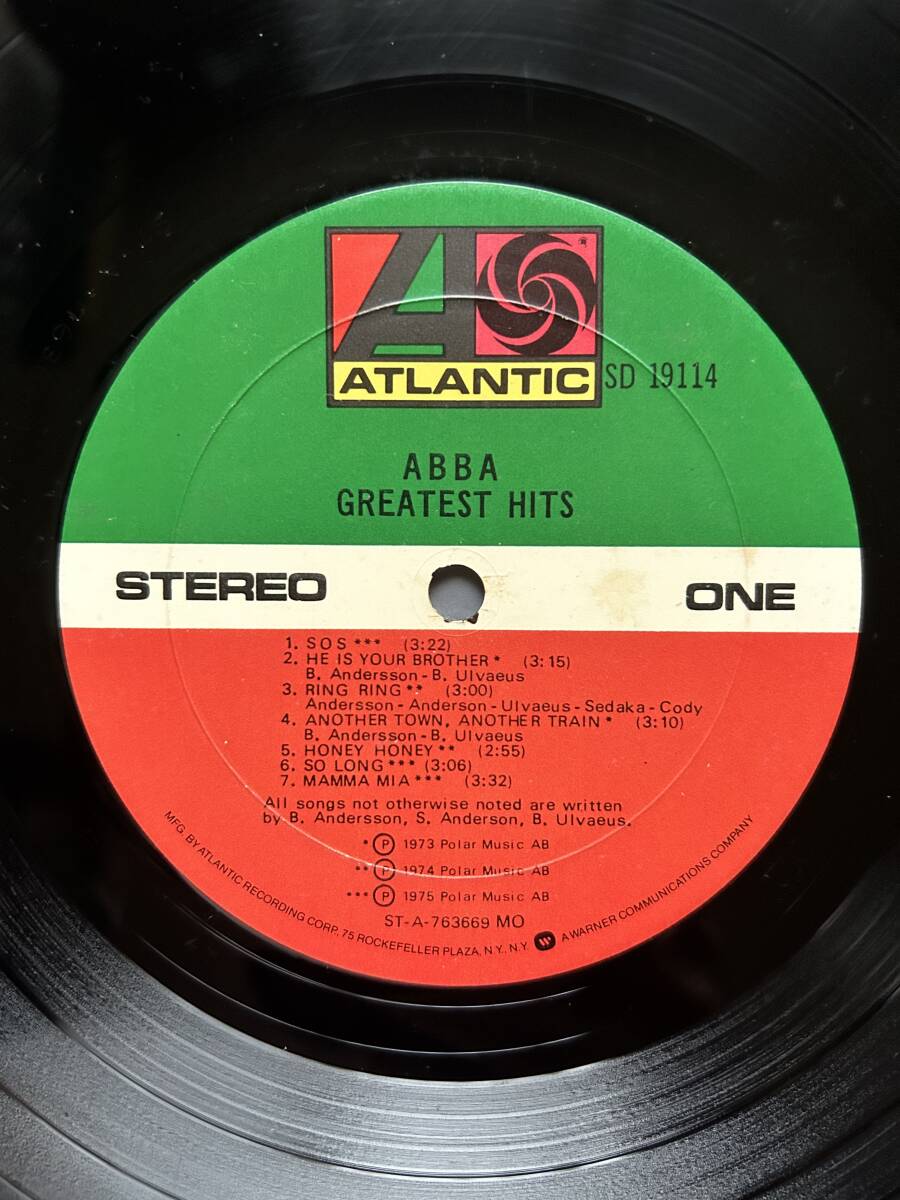 ATLANTIC
SD 19114
ABBA
GREATEST HITS
STEREO
ONE
1. SOS *** (3:22)
2. HE IS YOUR BROTHER * (3:15)
B. Andersson - B. Ulvaeus
3. RING RING ** (3:00)
Andersson - Anderson - Ulvaeus - Sedaka - Cody
4. ANOTHER TOWN, ANOTHER TRAIN * (3:10)
B. Andersson - B. Ulvaeus
5. HONEY HONEY ** (2:55)
6. SO LONG *** (3:06)
7. MAMMA MIA *** (3:32)
All songs not otherwise noted are written
by B. Andersson, S. Anderson, B. Ulvaeus.
* Ⓟ 1973 Polar Music AB
** Ⓟ 1974 Polar Music AB
*** Ⓟ 1975 Polar Music AB
ST-A-763669 MO
MFG. BY ATLANTIC RECORDING CORP., 75 ROCKEFELLER PLAZA, N.Y., N.Y. A WARNER COMMUNICATIONS COMPANY